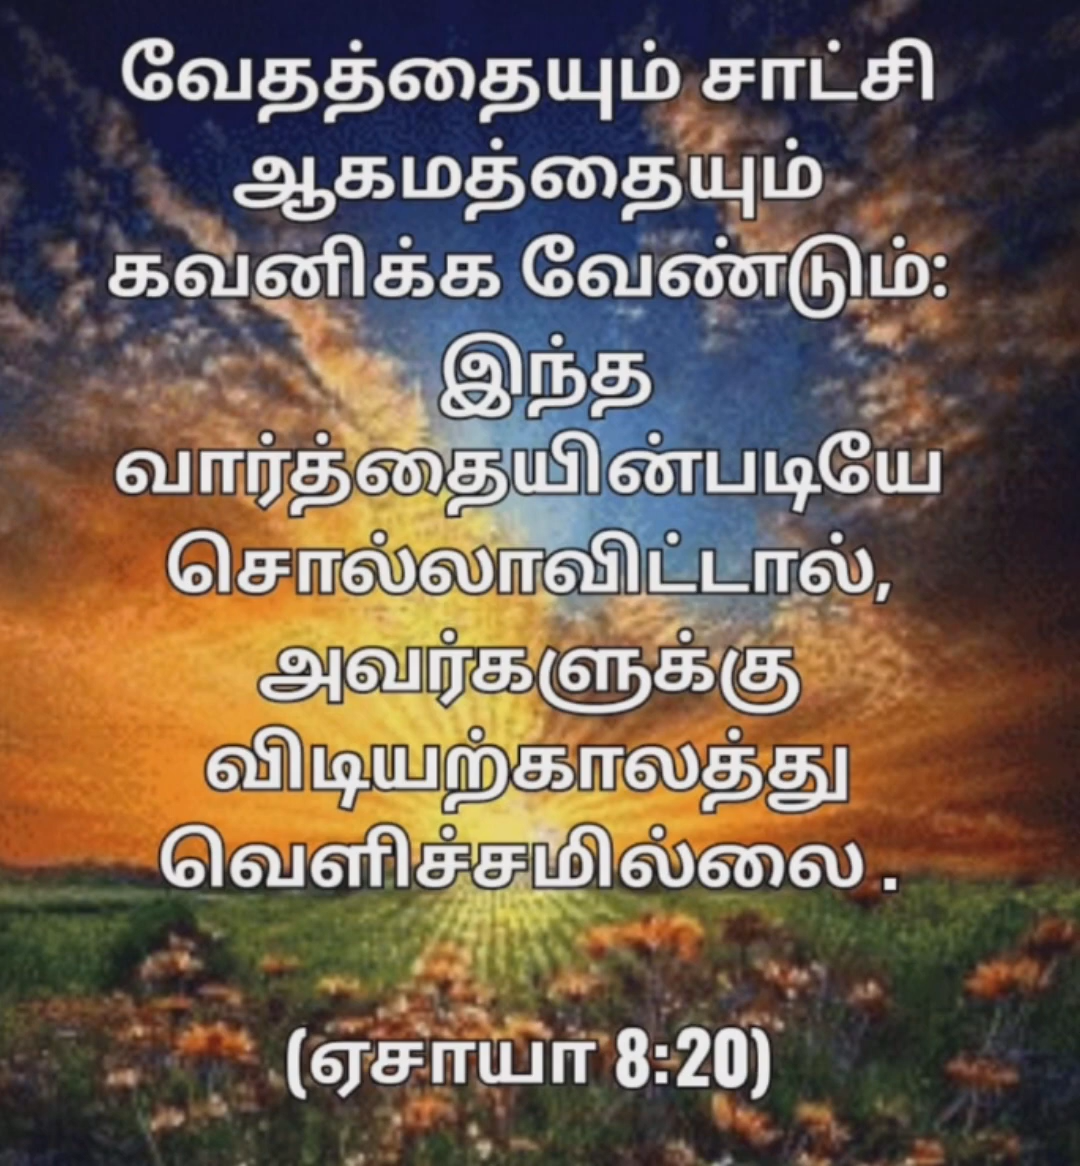 வேதத்தையும் சாட்சி
ஆகமத்தையும்
கவனிக்க வேண்டும்:
இந்த
வார்த்தையின்படியே
சொல்லாவிட்டால்,
அவர்களுக்கு
விடியற்காலத்து
வெளிச்சமில்லை .
(ஏசாயா 8:20)